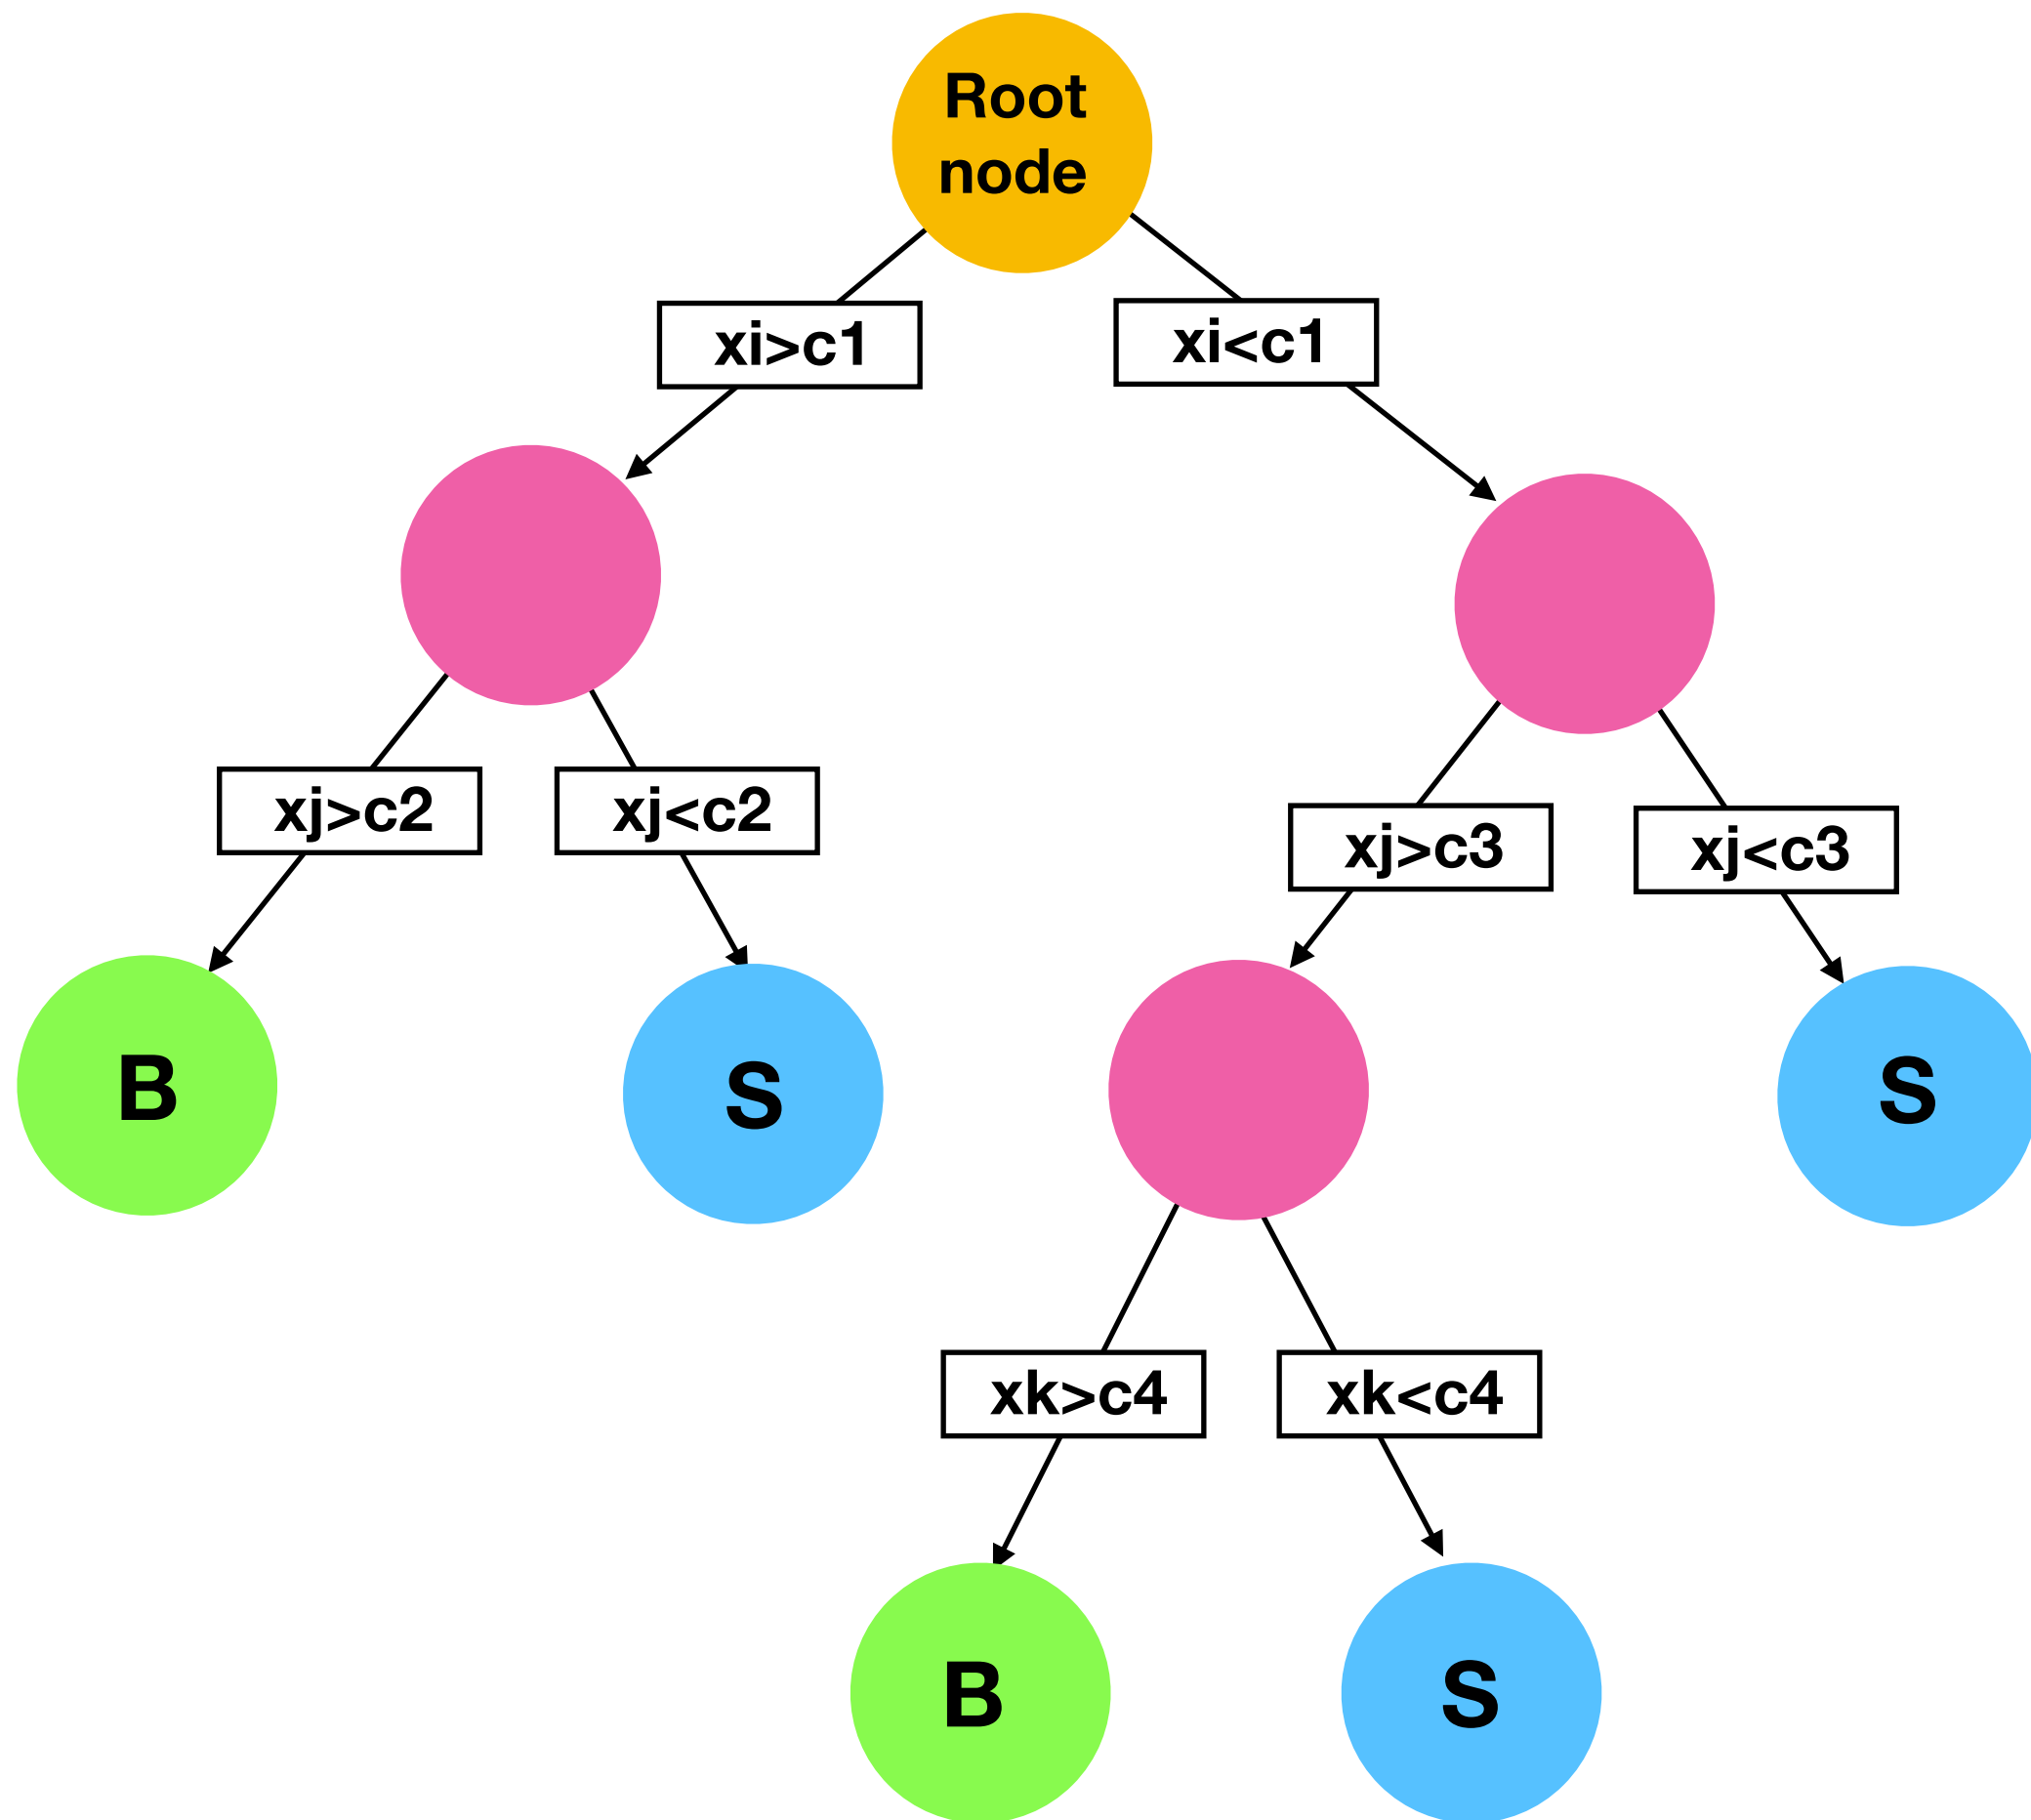 Root
node
xi>c1
xi<c1
xj>c2
xj<c2
xj>c3
xj<c3
B
S
S
xk>c4
xk<c4
B
S